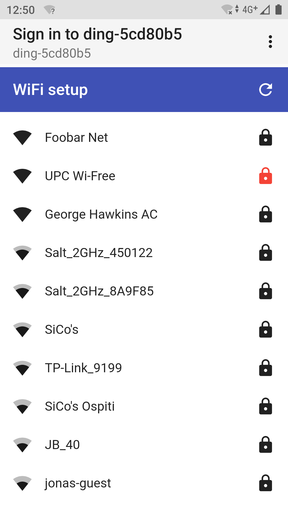 12:50
4G+
Sign in to ding-5cd80b5
ding-5cd80b5
WiFi setup
Foobar Net
UPC Wi-Free
George Hawkins AC
Salt_2GHz_450122
Salt_2GHz_8A9F85
SiCo's
TP-Link_9199
SiCo's Ospiti
JB_40
jonas-guest